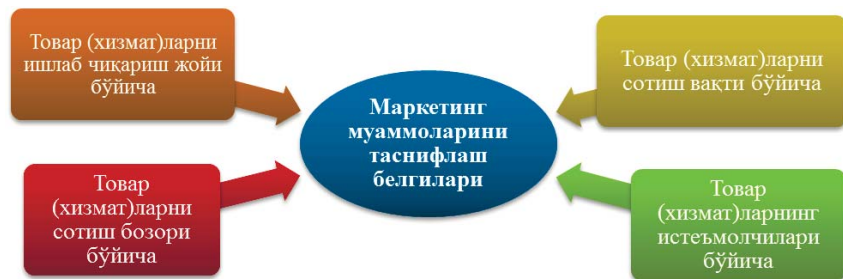 Товар (хизмат)ларни
ишлаб чиқариш жойи
бўйича
Товар (хизмат)ларни
сотиш вақти бўйича
Маркетинг
муаммоларини
таснифлаш
белгилари
Товар
(хизмат)ларни
сотиш бозори
бўйича
Товар
(хизмат)ларнинг
истеъмолчилари
бўйича